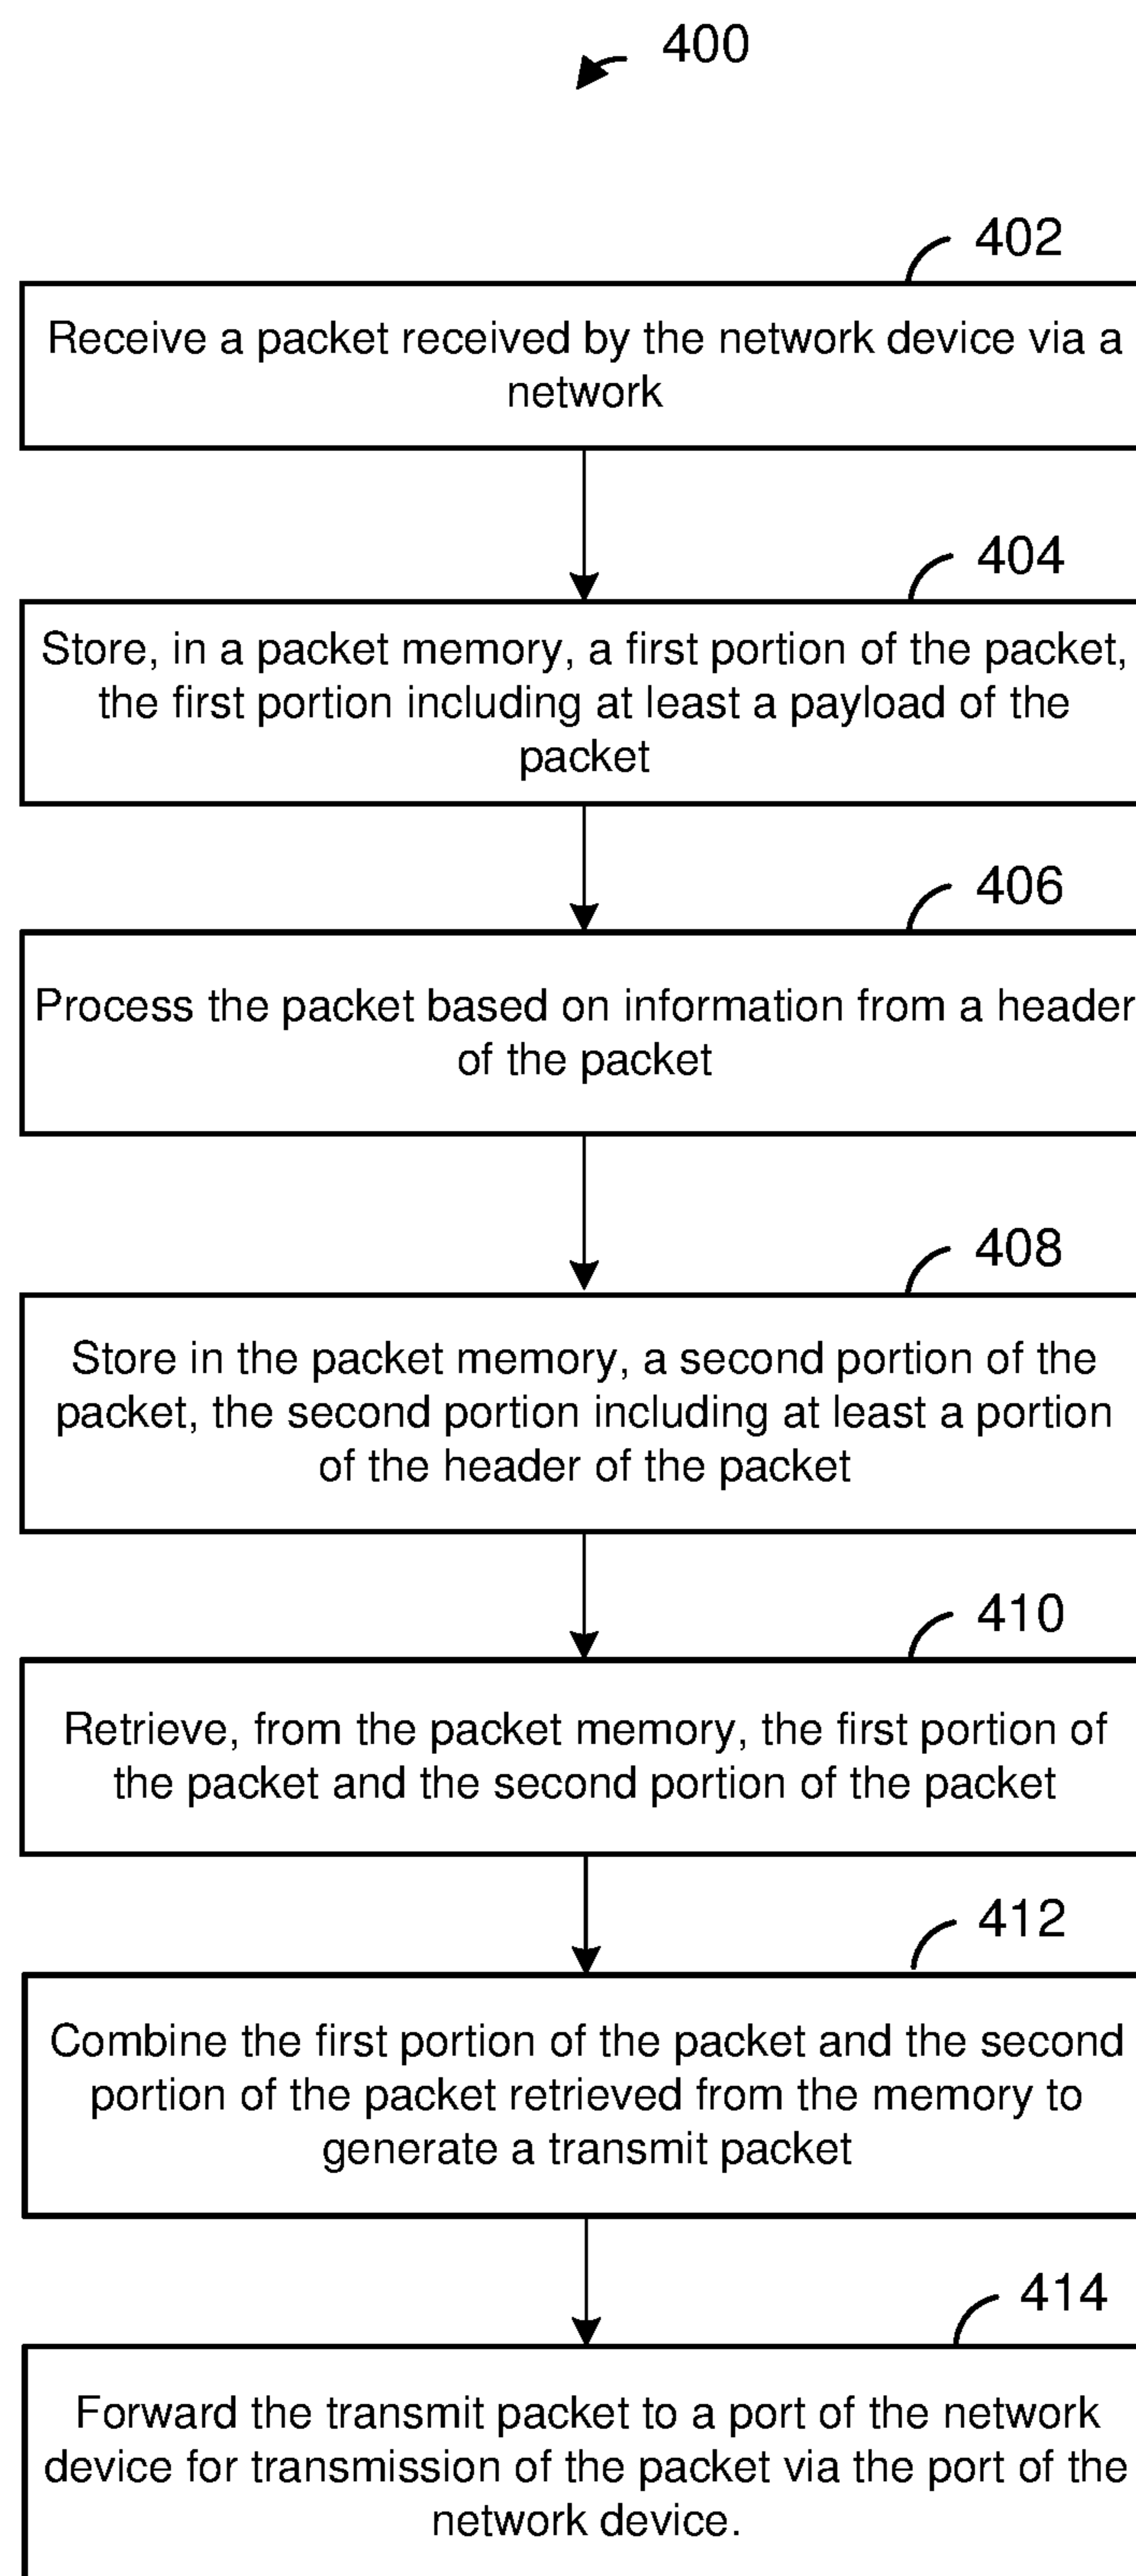 400
402
Receive a packet received by the network device via a
network
404
Store, in a packet memory, a first portion of the packet,
the first portion including at least a payload of the
packet
406
Process the packet based on information from a header
of the packet
408
Store in the packet memory, a second portion of the
packet, the second portion including at least a portion
of the header of the packet
410
Retrieve, from the packet memory, the first portion of
the packet and the second portion of the packet
412
Combine the first portion of the packet and the second
portion of the packet retrieved from the memory to
generate a transmit packet
414
Forward the transmit packet to a port of the network
device for transmission of the packet via the port of the
network device.